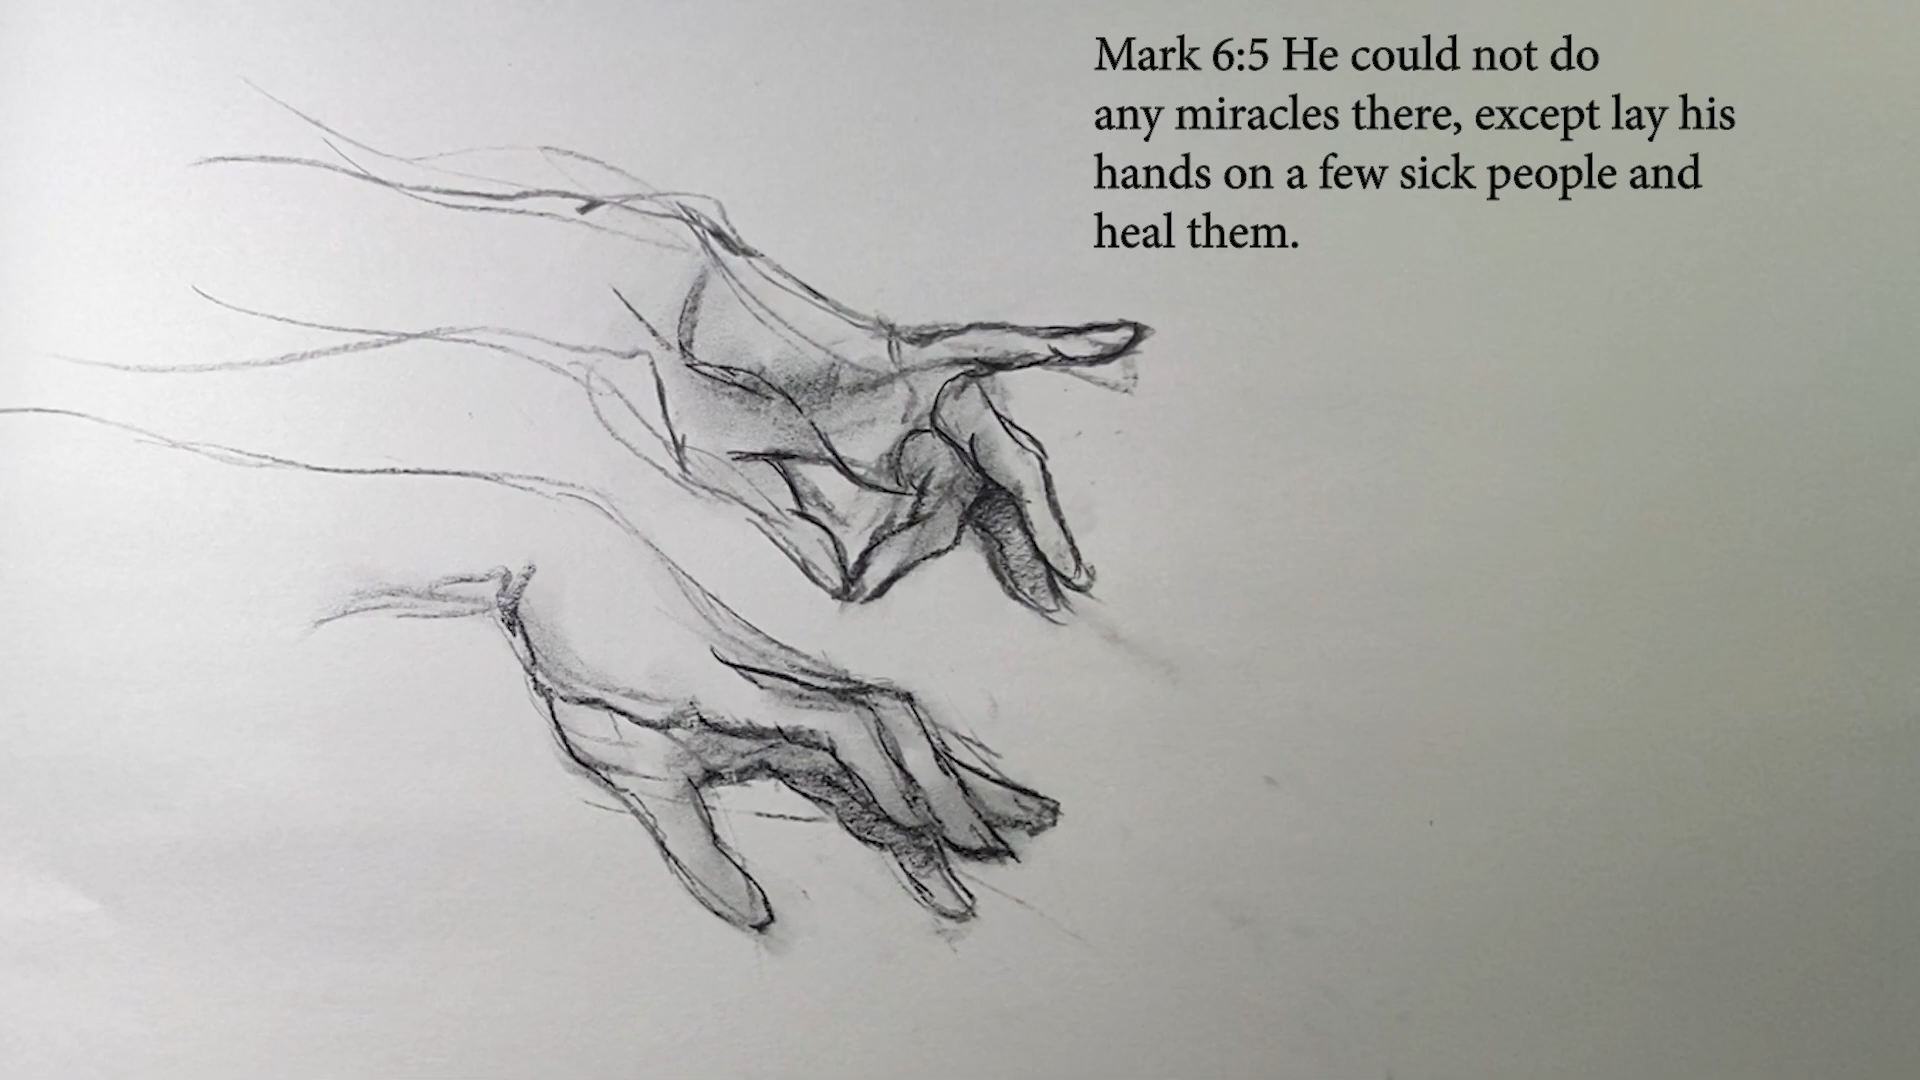 Mark 6:5 He could not do
any miracles there, except lay his
hands on a few sick people and
heal them.